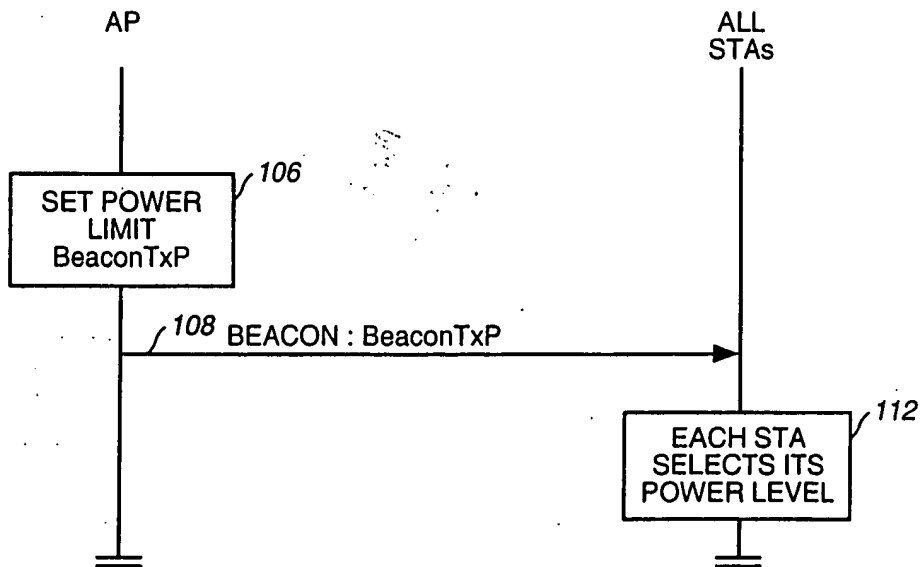 AP
ALL
STAs
106
SET POWER
LIMIT
BeaconTxP
108
BEACON : BeaconTxP
112
EACH STA
SELECTS ITS
POWER LEVEL